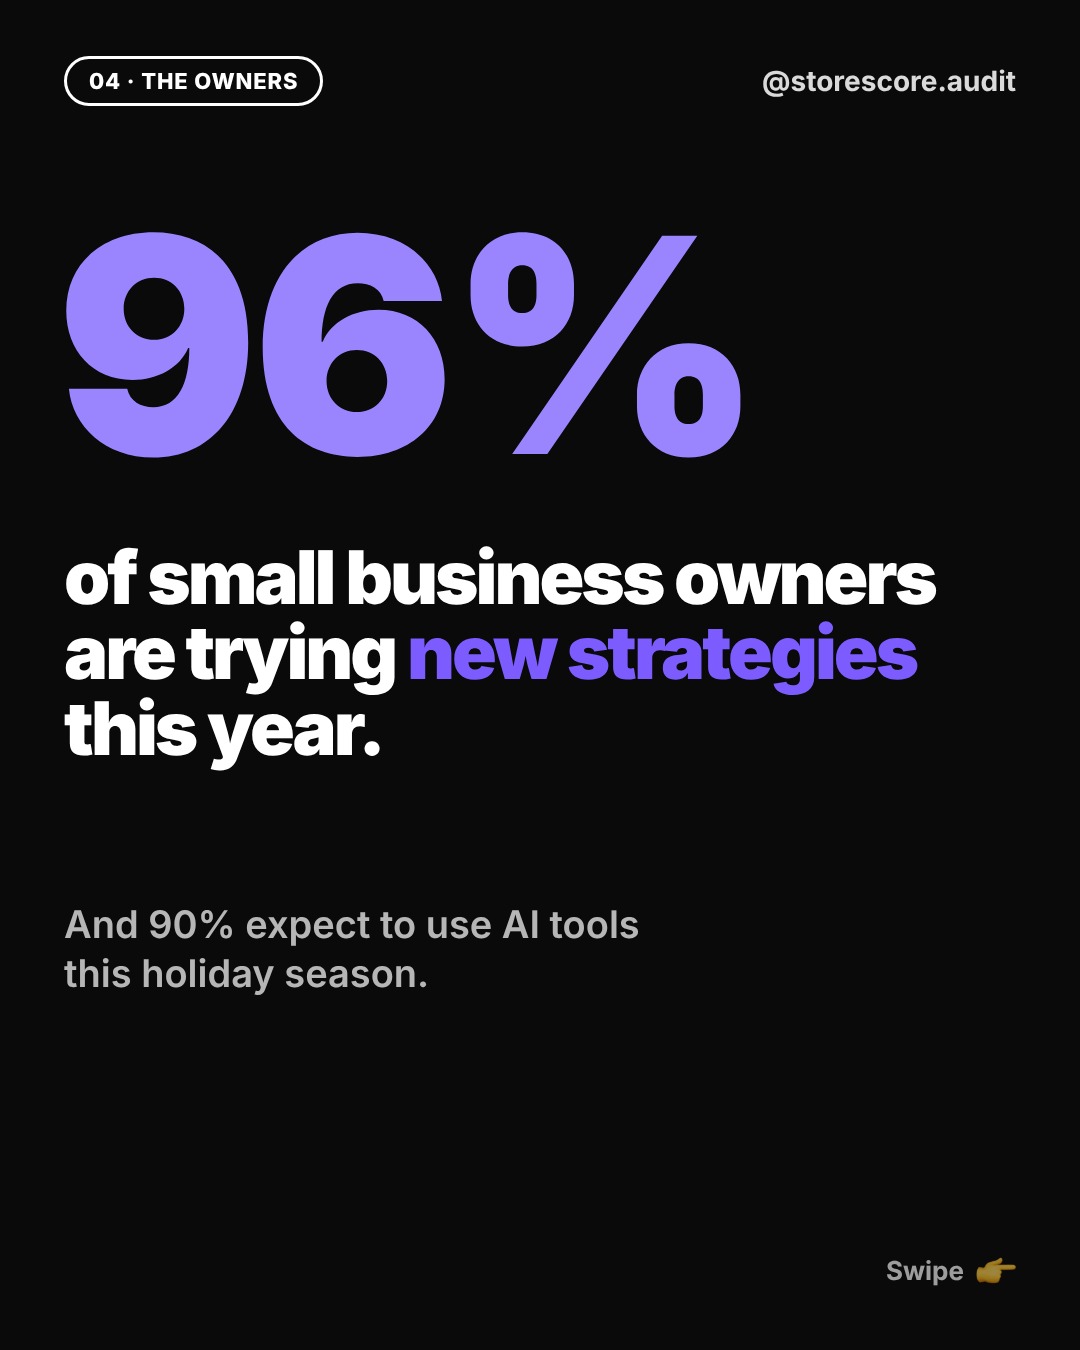 04 · THE OWNERS
@storescore.audit
96%
of small business owners
are trying new strategies
this year.
And 90% expect to use AI tools
this holiday season.
Swipe 👉